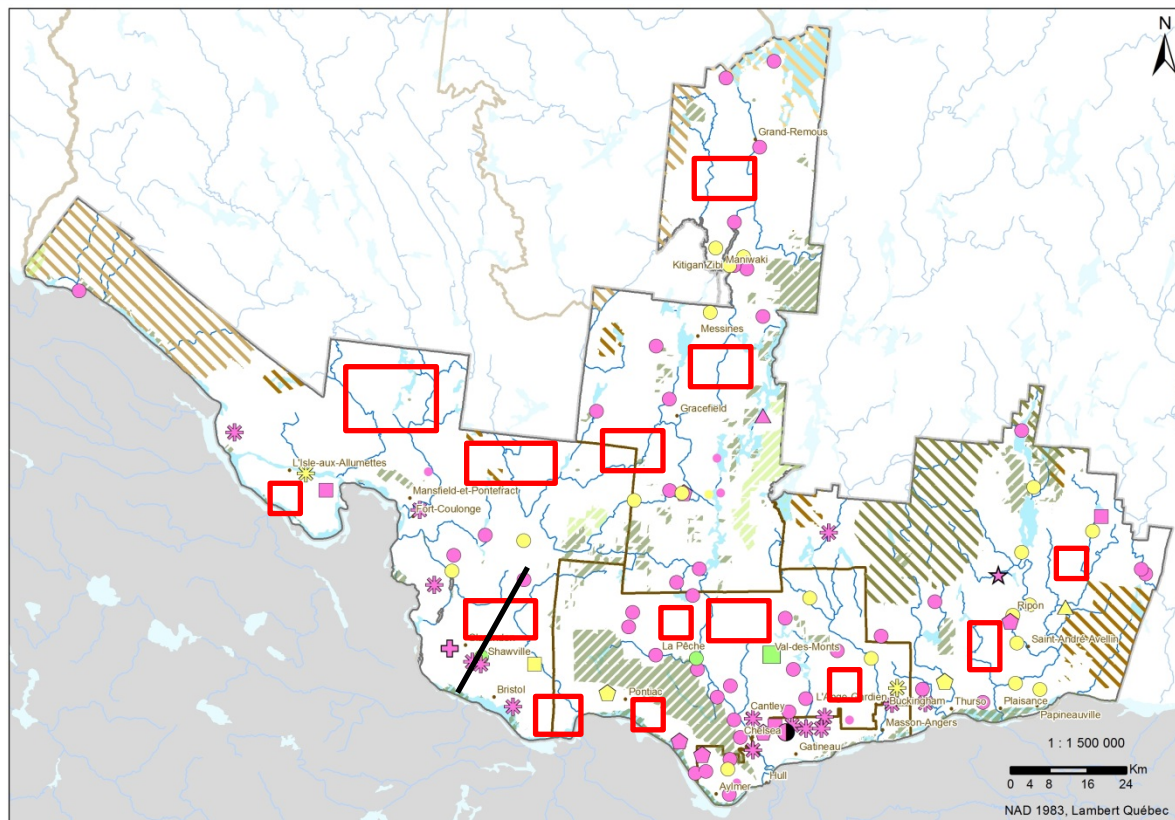 N
Grand-Remous
Kitigan Zibi
Maniwaki
Messines
Gracefield
L'Isle-aux-Allumettes
Mansfield-et-Pontefract
Fort-Coulonge
Ripon
Saint-André-Avellin
Shawville
La Pêche
Val-des-Monts
Bristol
Pontiac
L'Ange-Gardien
Cantley
Buckingham
Thurso
Plaisance
Papineauville
Masson-Angers
Chelsea
Gatineau
Hull
Aylmer
1 : 1 500 000
0 4 8 16 24 Km
NAD 1983, Lambert Québec